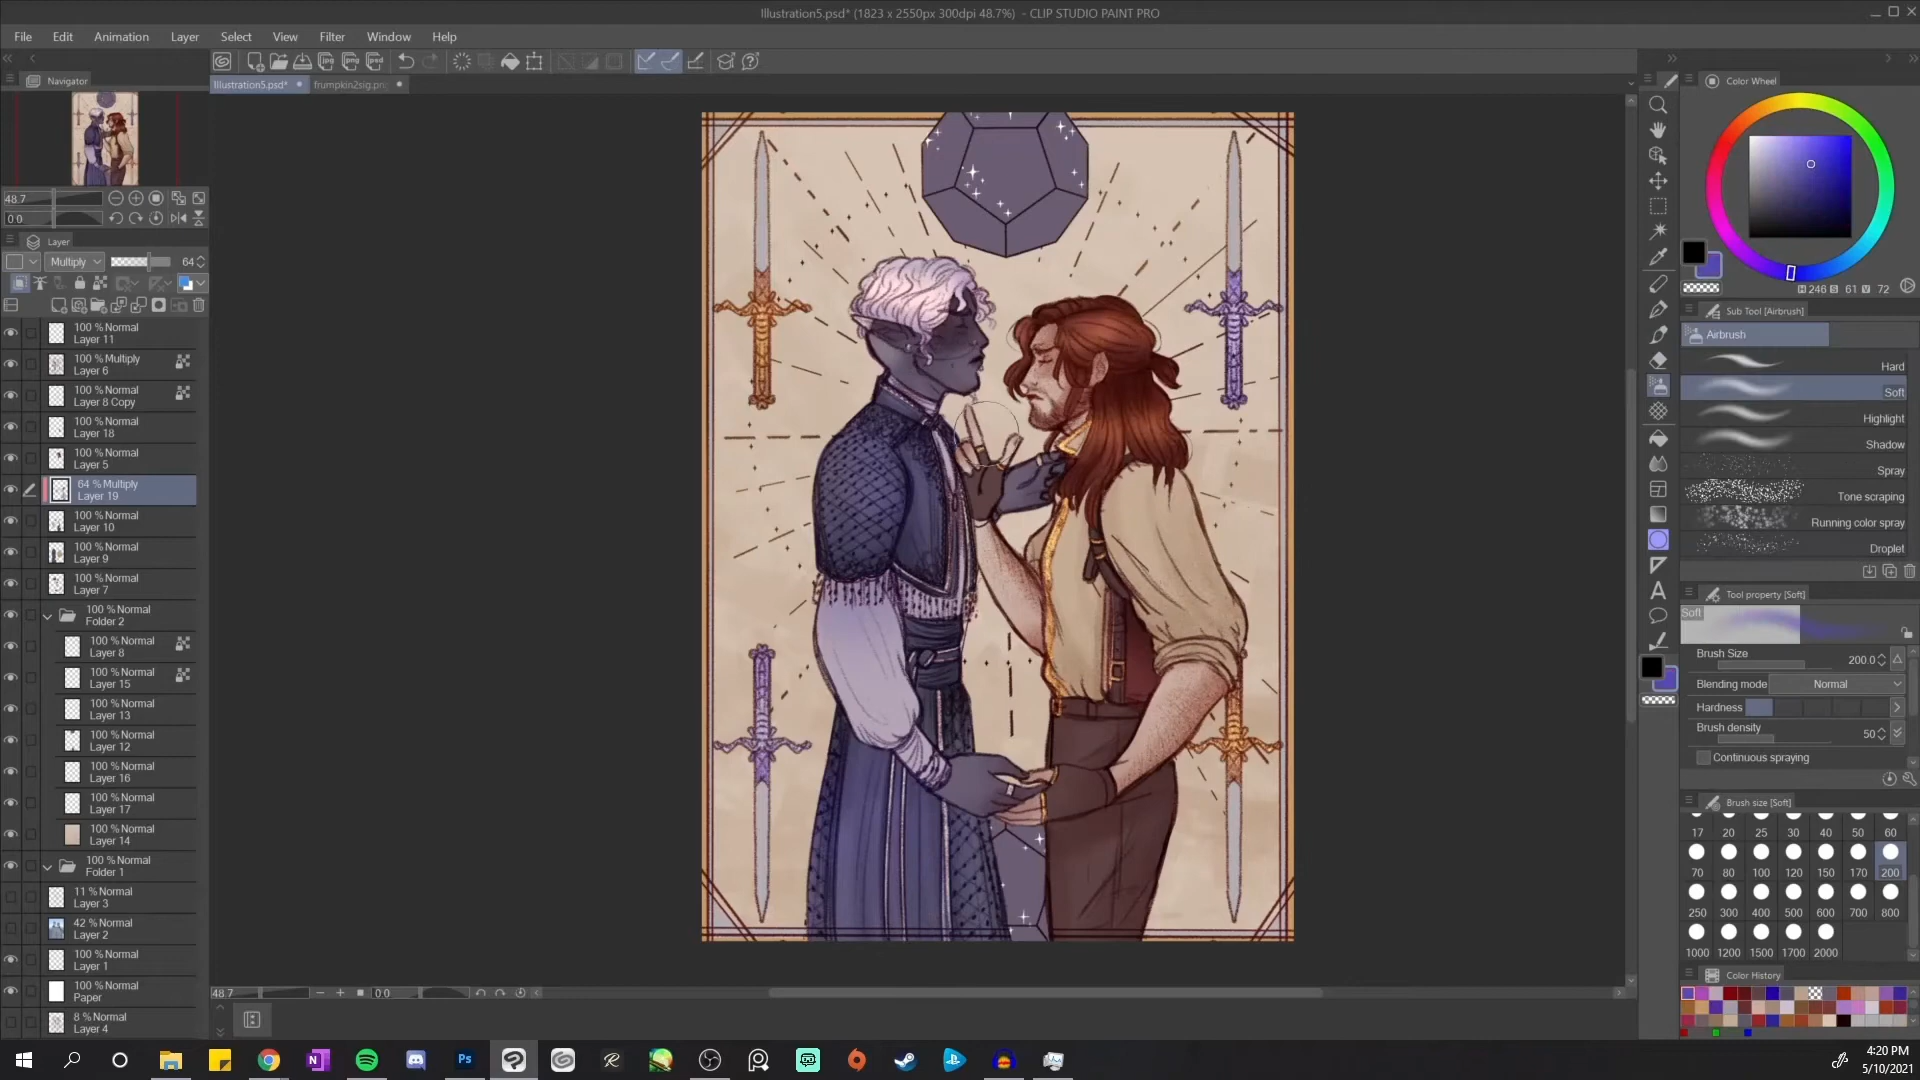 Illustration5.psd* (1823 x 2550px 300dpi 48.7%) - CLIP STUDIO PAINT PRO
File Edit Animation Layer Select View Filter Window Help
Navigator
Illustration5.psd*
Color Wheel
48.7
0.0
H 246 S 61 V 72
Layer
Sub Tool [Airbrush]
Multiply 64
Airbrush
Hard
Soft
Highlight
Shadow
Spray
Tone scraping
Running color spray
Droplet
100 % Normal
Layer 11
100 % Multiply
Layer 6
100 % Normal
Layer 8 Copy
100 % Normal
Layer 18
100 % Normal
Layer 5
64 % Multiply
Layer 19
100 % Normal
Layer 10
100 % Normal
Layer 9
100 % Normal
Layer 7
100 % Normal
Folder 2
100 % Normal
Layer 8
100 % Normal
Layer 15
100 % Normal
Layer 13
100 % Normal
Layer 12
100 % Normal
Layer 16
100 % Normal
Layer 17
100 % Normal
Layer 14
100 % Normal
Folder 1
11 % Normal
Layer 3
42 % Normal
Layer 2
100 % Normal
Layer 1
100 % Normal
Paper
8 % Normal
Layer 4
Tool property [Soft]
Soft
Brush Size 200.0
Blending mode Normal
Hardness
Brush density 50
Continuous spraying
Brush size [Soft]
17 20 25 30 40 50 60
70 80 100 120 150 170 200
250 300 400 500 600 700 800
1000 1200 1500 1700 2000
Color History
48.7 0.0
Ps
4:20 PM
5/10/2021